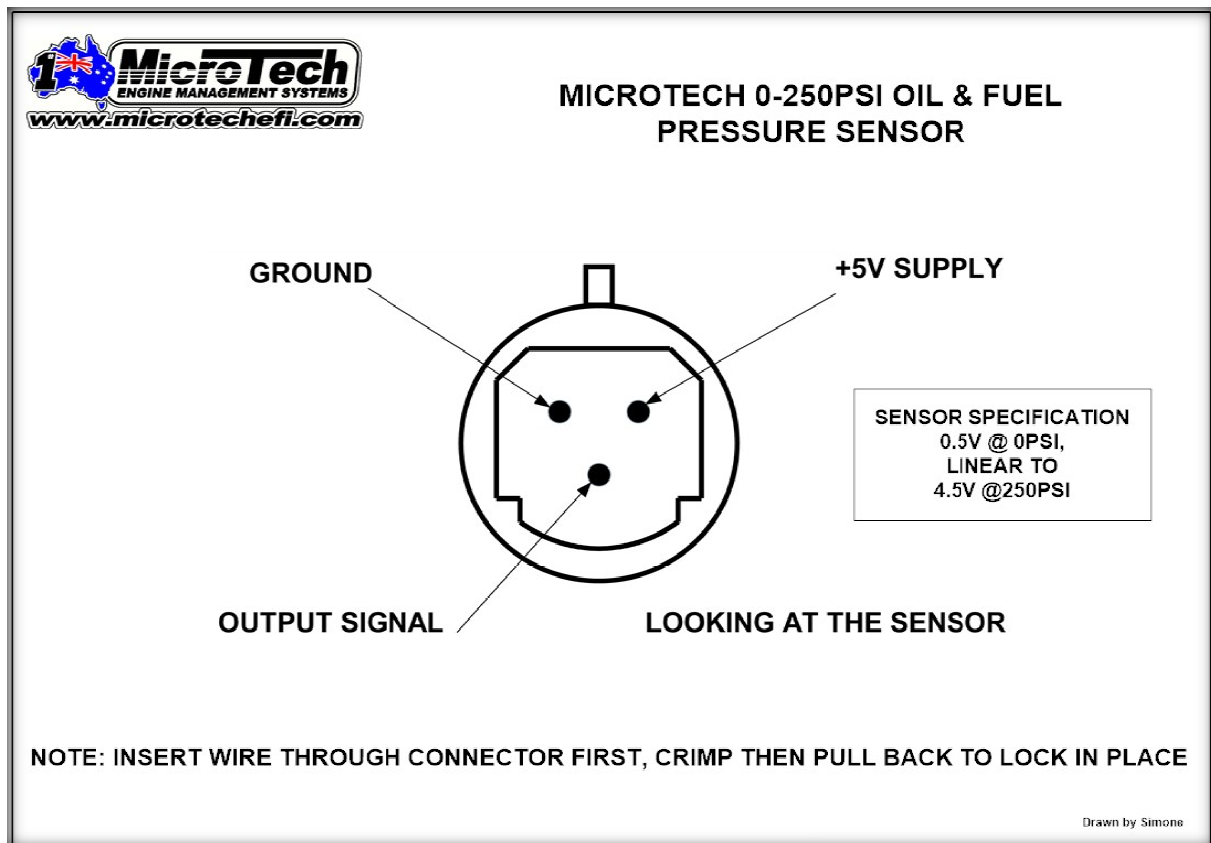 1 MicroTech
ENGINE MANAGEMENT SYSTEMS
www.microtechefi.com
MICROTECH 0-250PSI OIL & FUEL
PRESSURE SENSOR
GROUND
+5V SUPPLY
SENSOR SPECIFICATION
0.5V @ 0PSI,
LINEAR TO
4.5V @250PSI
OUTPUT SIGNAL
LOOKING AT THE SENSOR
NOTE: INSERT WIRE THROUGH CONNECTOR FIRST, CRIMP THEN PULL BACK TO LOCK IN PLACE
Drawn by Simone